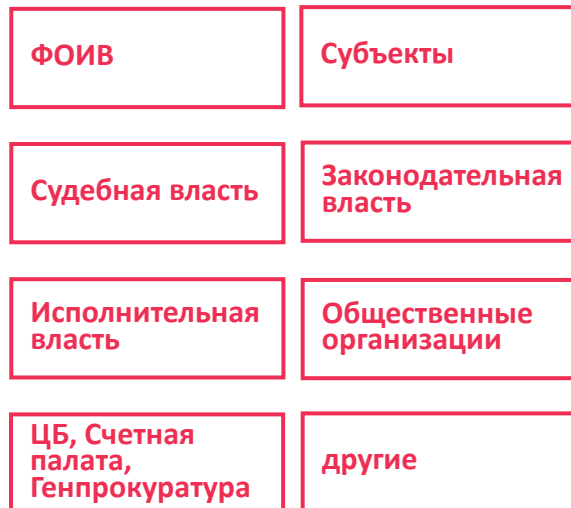 ФОИВ
Субъекты
Судебная власть
Законодательная
власть
Исполнительная
власть
Общественные
организации
ЦБ, Счетная
палата,
Генпрокуратура
другие